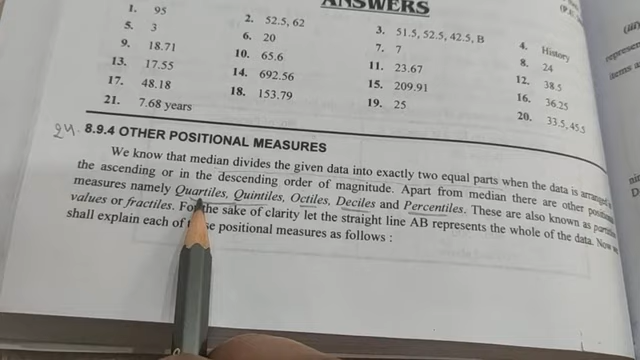 ANSWERS
1. 95 2. 52.5, 62 3. 51.5, 52.5, 42.5, B 4. History
5. 3 6. 20 7. 7 8. 24
9. 18.71 10. 65.6 11. 23.67 12. 38.5
13. 17.55 14. 692.56 15. 209.91 16. 36.25
17. 48.18 18. 153.79 19. 25 20. 33.5, 45.5
21. 7.68 years
24. 8.9.4 OTHER POSITIONAL MEASURES
We know that median divides the given data into exactly two equal parts when the data is arranged
the ascending or in the descending order of magnitude. Apart from median there are other
measures namely Quartiles, Quintiles, Octiles, Deciles and Percentiles. These are also known as
values or fractiles. For the sake of clarity let the straight line AB represents the whole of the data. Now
shall explain each of positional measures as follows :
(iii)
items